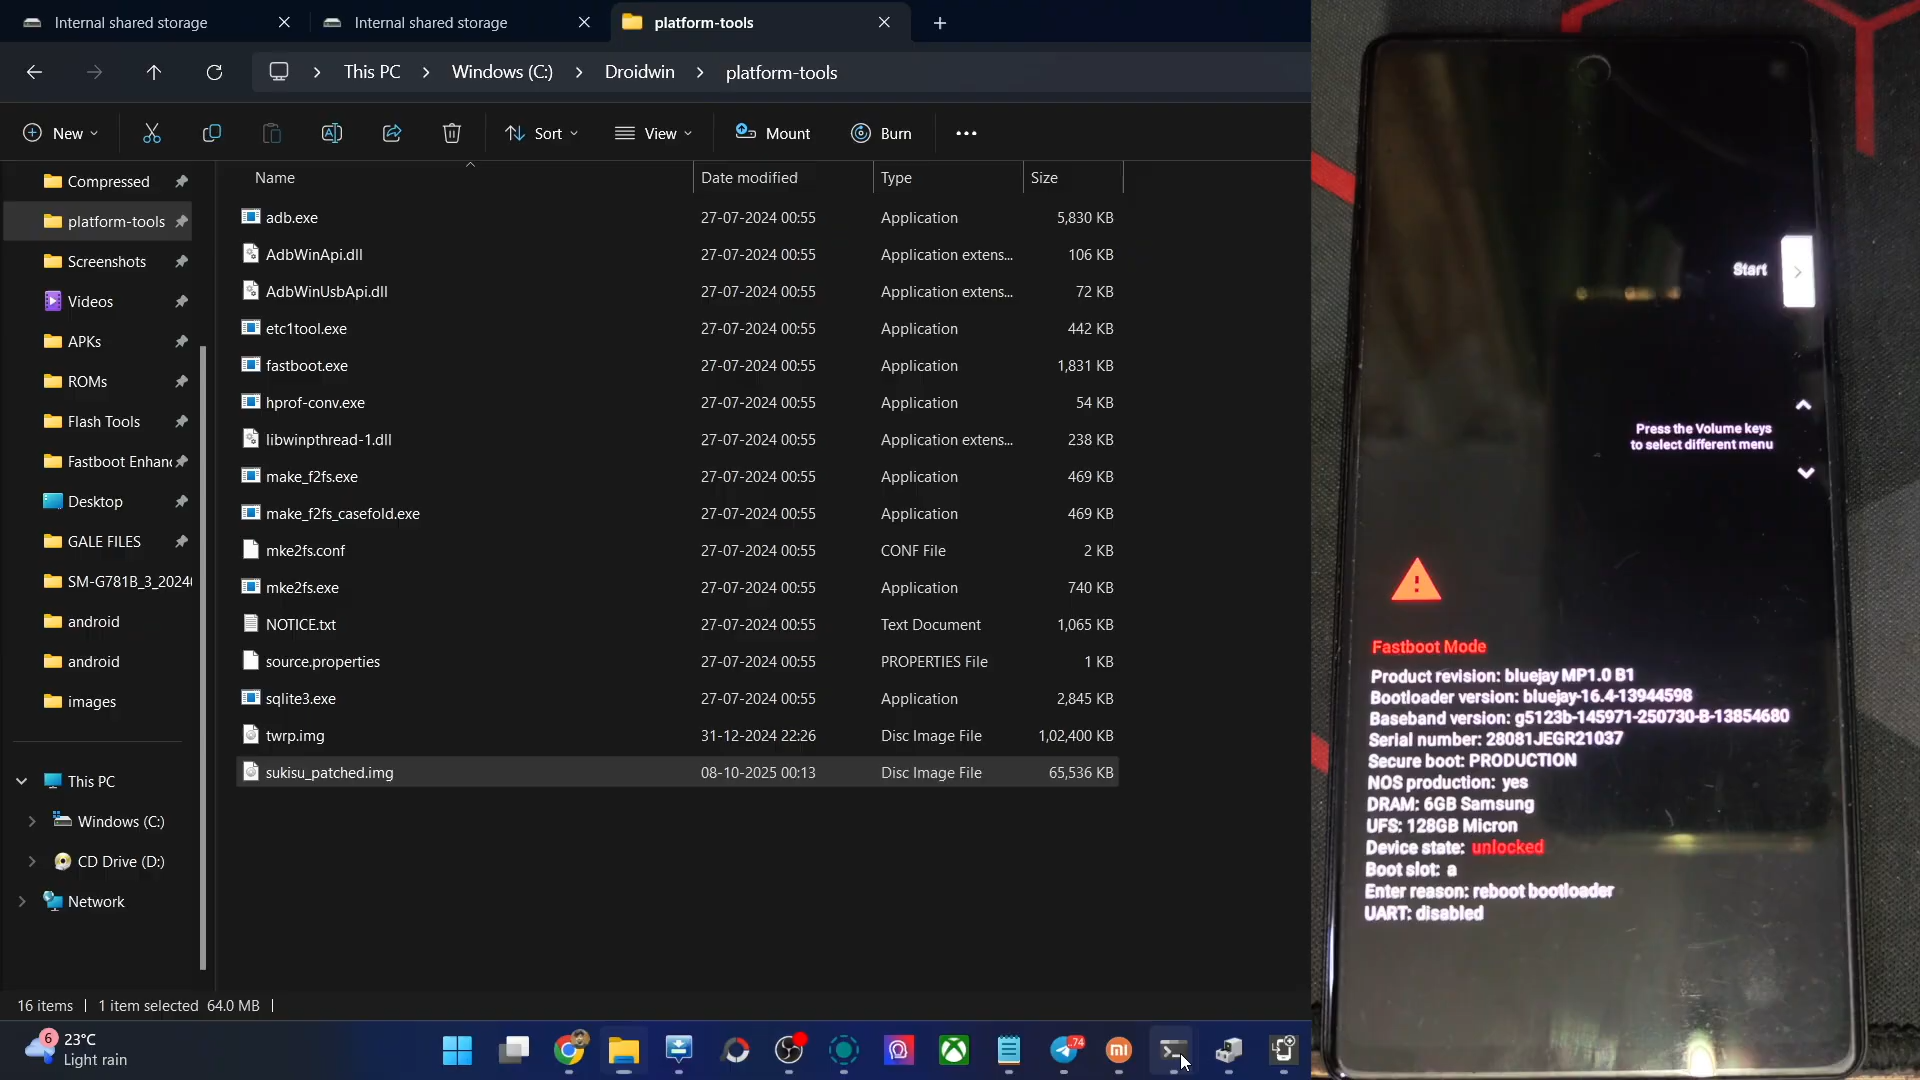 Internal shared storage
Internal shared storage
platform-tools
This PC
Windows (C:)
Droidwin
platform-tools
New
Sort
View
Mount
Burn
Name
Date modified
Type
Size
Compressed
platform-tools
Screenshots
Videos
APKs
ROMs
Flash Tools
Fastboot Enhanc
Desktop
GALE FILES
SM-G781B_3_2024
android
android
images
This PC
Windows (C:)
CD Drive (D:)
Network
adb.exe 27-07-2024 00:55 Application 5,830 KB
AdbWinApi.dll 27-07-2024 00:55 Application extens... 106 KB
AdbWinUsbApi.dll 27-07-2024 00:55 Application extens... 72 KB
etc1tool.exe 27-07-2024 00:55 Application 442 KB
fastboot.exe 27-07-2024 00:55 Application 1,831 KB
hprof-conv.exe 27-07-2024 00:55 Application 54 KB
libwinpthread-1.dll 27-07-2024 00:55 Application extens... 238 KB
make_f2fs.exe 27-07-2024 00:55 Application 469 KB
make_f2fs_casefold.exe 27-07-2024 00:55 Application 469 KB
mke2fs.conf 27-07-2024 00:55 CONF File 2 KB
mke2fs.exe 27-07-2024 00:55 Application 740 KB
NOTICE.txt 27-07-2024 00:55 Text Document 1,065 KB
source.properties 27-07-2024 00:55 PROPERTIES File 1 KB
sqlite3.exe 27-07-2024 00:55 Application 2,845 KB
twrp.img 31-12-2024 22:26 Disc Image File 1,02,400 KB
sukisu_patched.img 08-10-2025 00:13 Disc Image File 65,536 KB
16 items 1 item selected 64.0 MB
6
23°C
Light rain
74
mi
Start
Press the Volume keys
to select different menu
Fastboot Mode
Product revision: bluejay MP1.0 B1
Bootloader version: bluejay-16.4-13944598
Baseband version: g5123b-145971-250730-B-13854680
Serial number: 28081JEGR21037
Secure boot: PRODUCTION
NOS production: yes
DRAM: 6GB Samsung
UFS: 128GB Micron
Device state: unlocked
Boot slot: a
Enter reason: reboot bootloader
UART: disabled